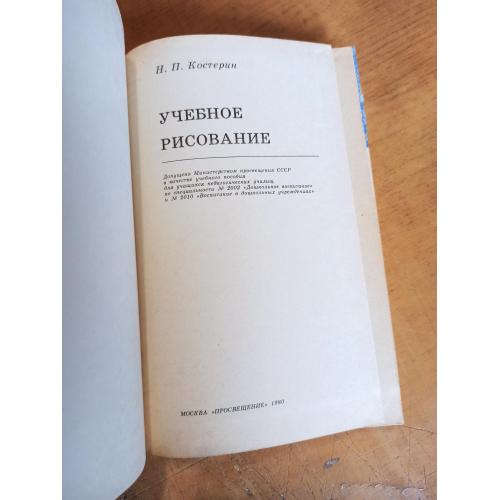 Н. П. Костерин
УЧЕБНОЕ
РИСОВАНИЕ
Допущено Министерством просвещения СССР
в качестве учебного пособия
для учащихся педагогических училищ
по специальности № 2002 «Дошкольное воспитание»
и № 2010 «Воспитание в дошкольных учреждениях»
МОСКВА «ПРОСВЕЩЕНИЕ» 1980